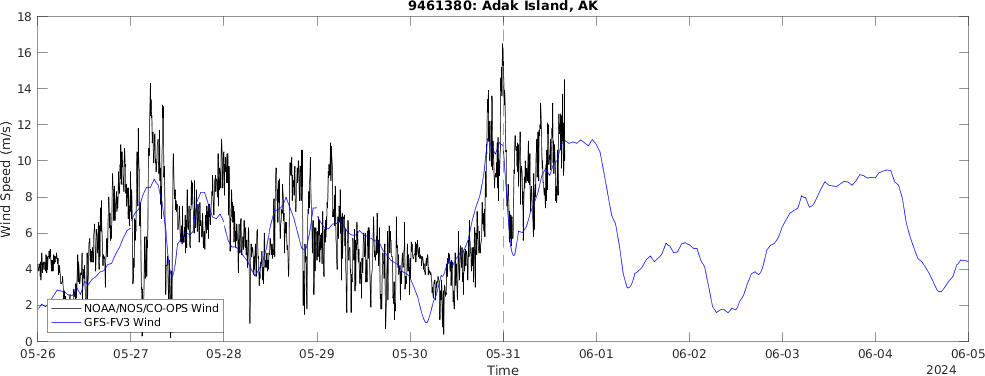 9461380: Adak Island, AK
Wind Speed (m/s)
18
16
14
12
10
8
6
4
2
0
NOAA/NOS/CO-OPS Wind
GFS-FV3 Wind
05-26 05-27 05-28 05-29 05-30 05-31 06-01 06-02 06-03 06-04 06-05
Time
2024